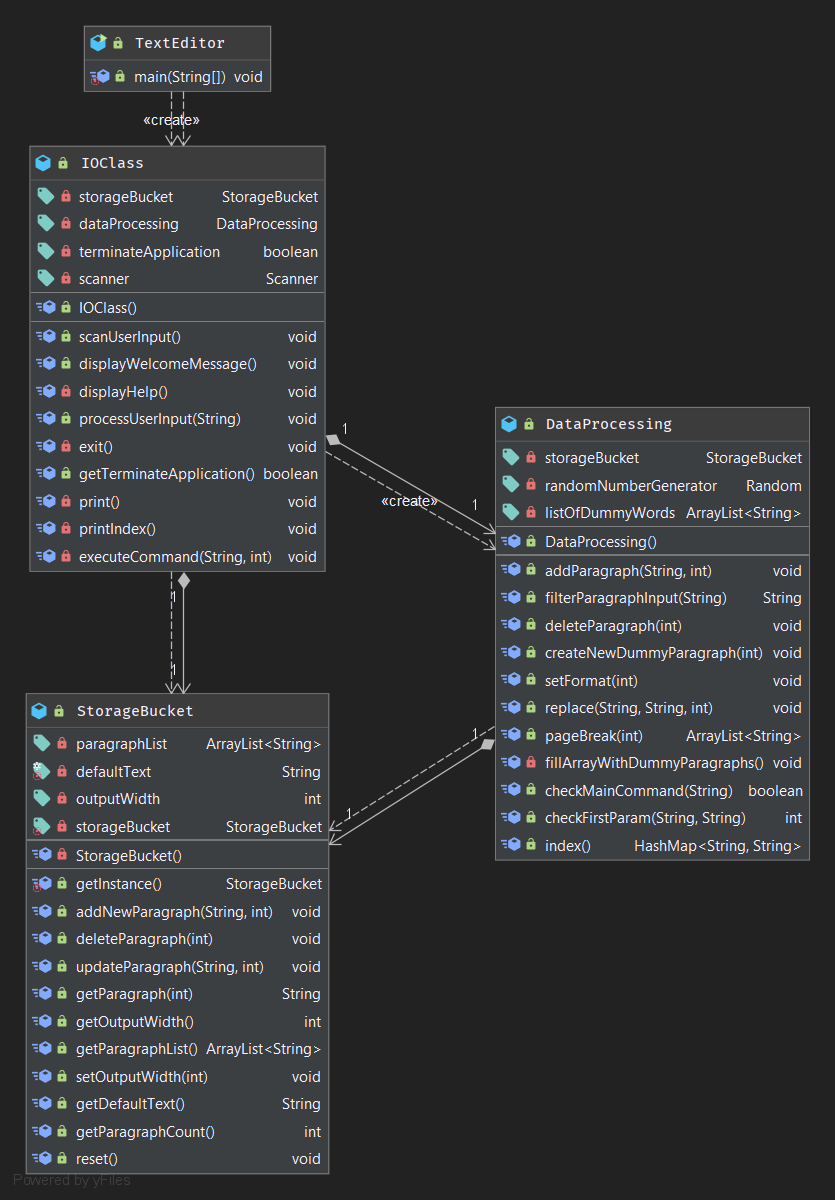 TextEditor
main(String[]) void
«create»
IOClass
storageBucket StorageBucket
dataProcessing DataProcessing
terminateApplication boolean
scanner Scanner
IOClass()
scanUserInput() void
displayWelcomeMessage() void
displayHelp() void
processUserInput(String) void
exit() void
getTerminateApplication() boolean
print() void
printIndex() void
executeCommand(String, int) void
1
«create»
1
DataProcessing
storageBucket StorageBucket
randomNumberGenerator Random
listOfDummyWords ArrayList<String>
DataProcessing()
addParagraph(String, int) void
filterParagraphInput(String) String
deleteParagraph(int) void
createNewDummyParagraph(int) void
setFormat(int) void
replace(String, String, int) void
pageBreak(int) ArrayList<String>
fillArrayWithDummyParagraphs() void
checkMainCommand(String) boolean
checkFirstParam(String, String) int
index() HashMap<String, String>
1
1
1
1
StorageBucket
paragraphList ArrayList<String>
defaultText String
outputWidth int
storageBucket StorageBucket
StorageBucket()
getInstance() StorageBucket
addNewParagraph(String, int) void
deleteParagraph(int) void
updateParagraph(String, int) void
getParagraph(int) String
getOutputWidth() int
getParagraphList() ArrayList<String>
setOutputWidth(int) void
getDefaultText() String
getParagraphCount() int
reset() void
Powered by yFiles